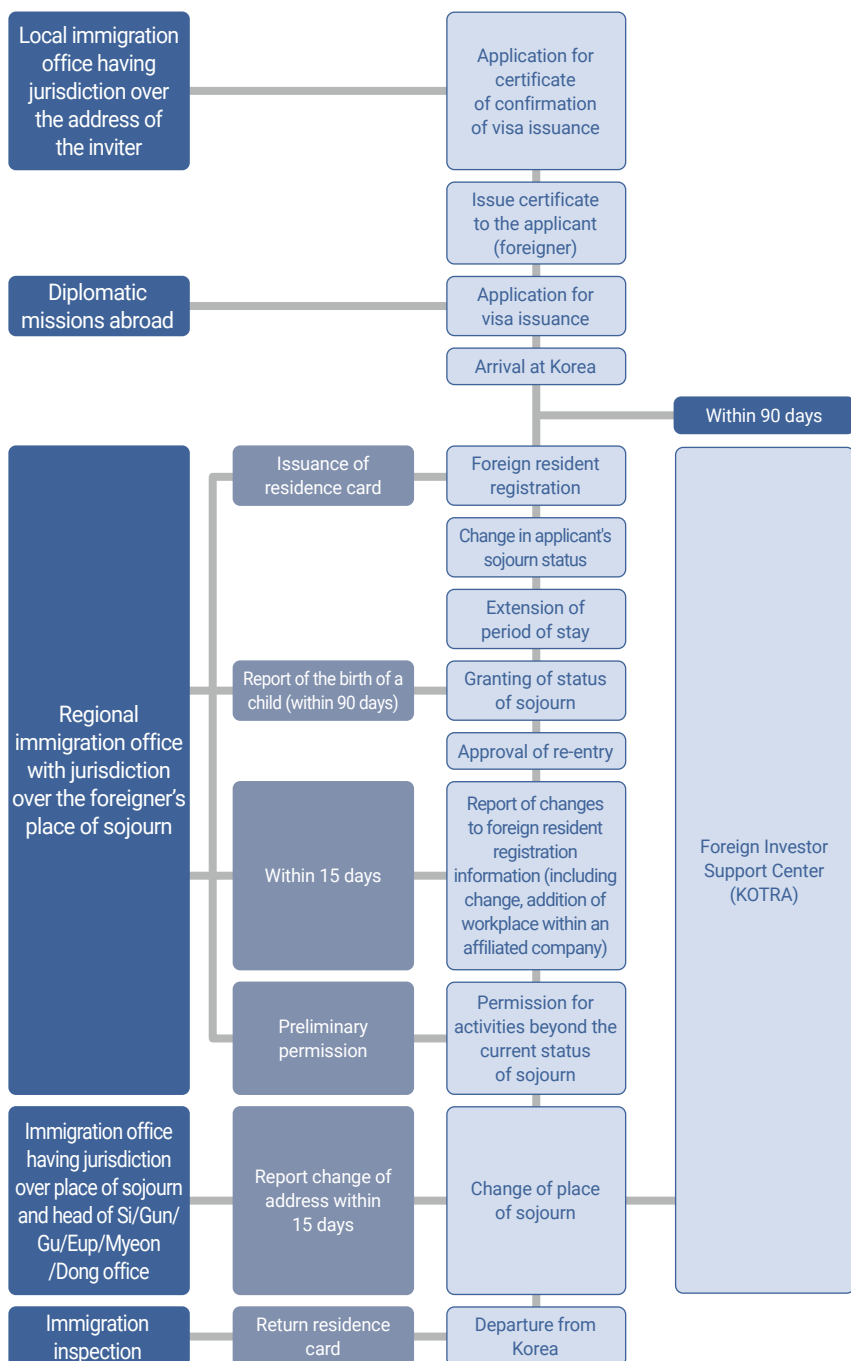 Local immigration
office having
jurisdiction over
the address of
the inviter
Application for
certificate
of confirmation
of visa issuance
Issue certificate
to the applicant
(foreigner)
Diplomatic
missions abroad
Application for
visa issuance
Arrival at Korea
Within 90 days
Regional
immigration office
with jurisdiction
over the foreigner’s
place of sojourn
Issuance of
residence card
Foreign resident
registration
Change in applicant's
sojourn status
Extension of
period of stay
Report of the birth of a
child (within 90 days)
Granting of status
of sojourn
Approval of re-entry
Within 15 days
Report of changes
to foreign resident
registration
information (including
change, addition of
workplace within an
affiliated company)
Preliminary
permission
Permission for
activities beyond the
current status
of sojourn
Foreign Investor
Support Center
(KOTRA)
Immigration office
having jurisdiction
over place of sojourn
and head of Si/Gun/
Gu/Eup/Myeon
/Dong office
Report change of
address within
15 days
Change of place
of sojourn
Immigration
inspection
Return residence
card
Departure from
Korea